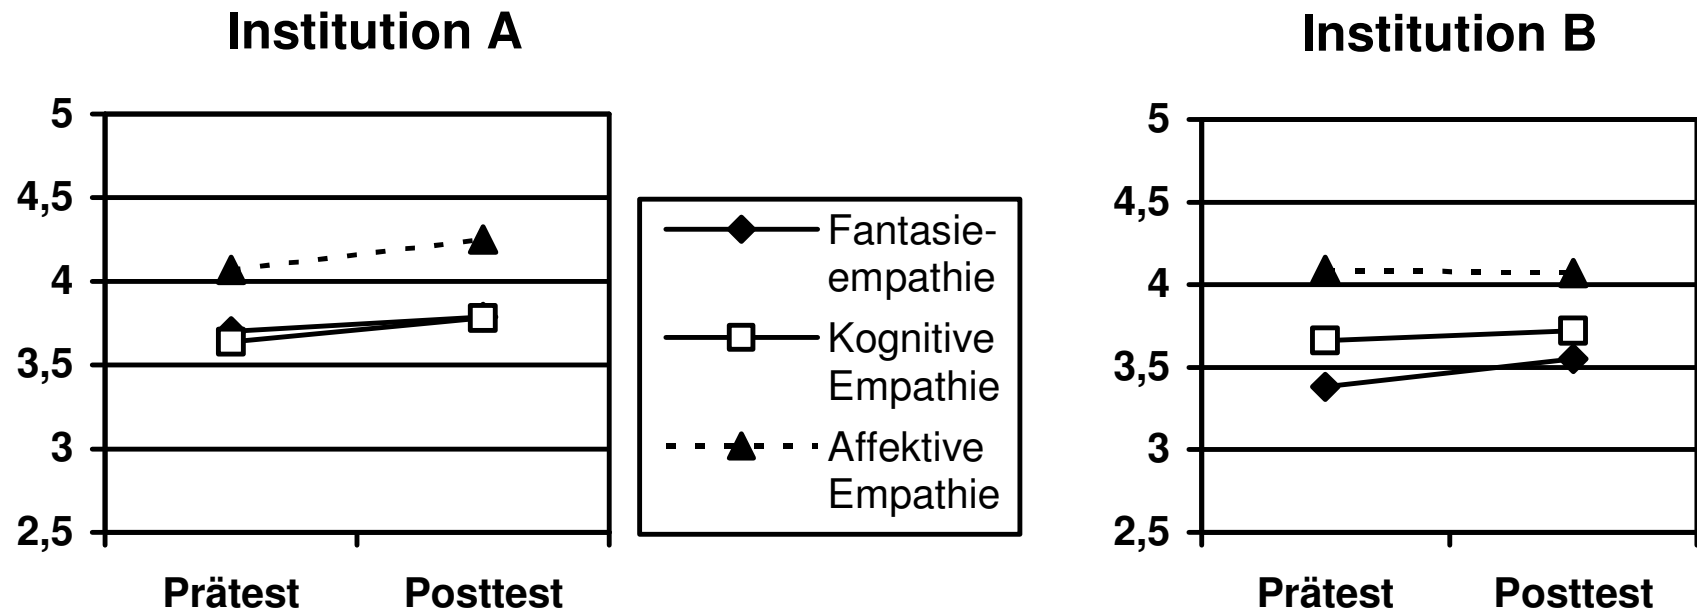 Institution A
5
4,5
4
3,5
3
2,5
Prätest Posttest
Fantasie-
empathie
Kognitive
Empathie
Affektive
Empathie
Institution B
5
4,5
4
3,5
3
2,5
Prätest Posttest